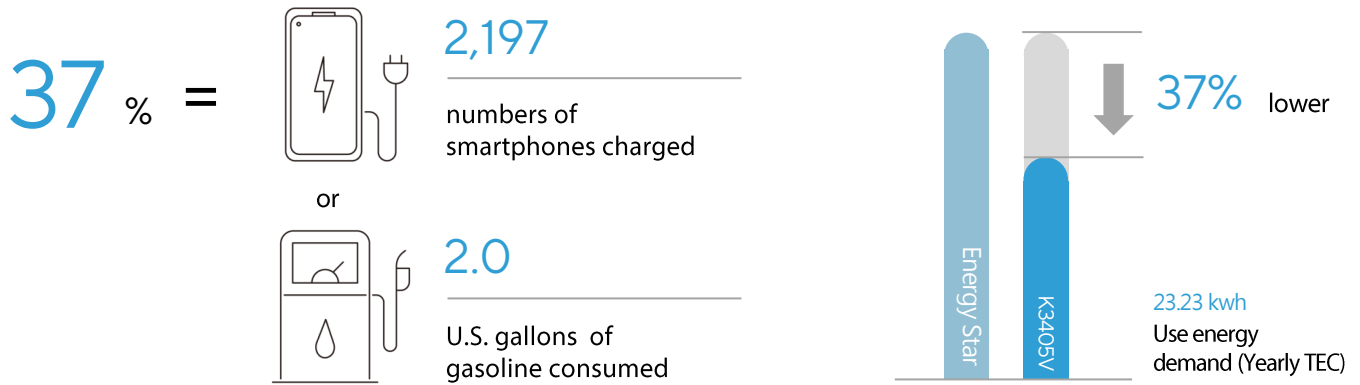 37 % =
2,197
numbers of
smartphones charged
or
2.0
U.S. gallons of
gasoline consumed
Energy Star
K3405V
37% lower
23.23 kwh
Use energy
demand (Yearly TEC)